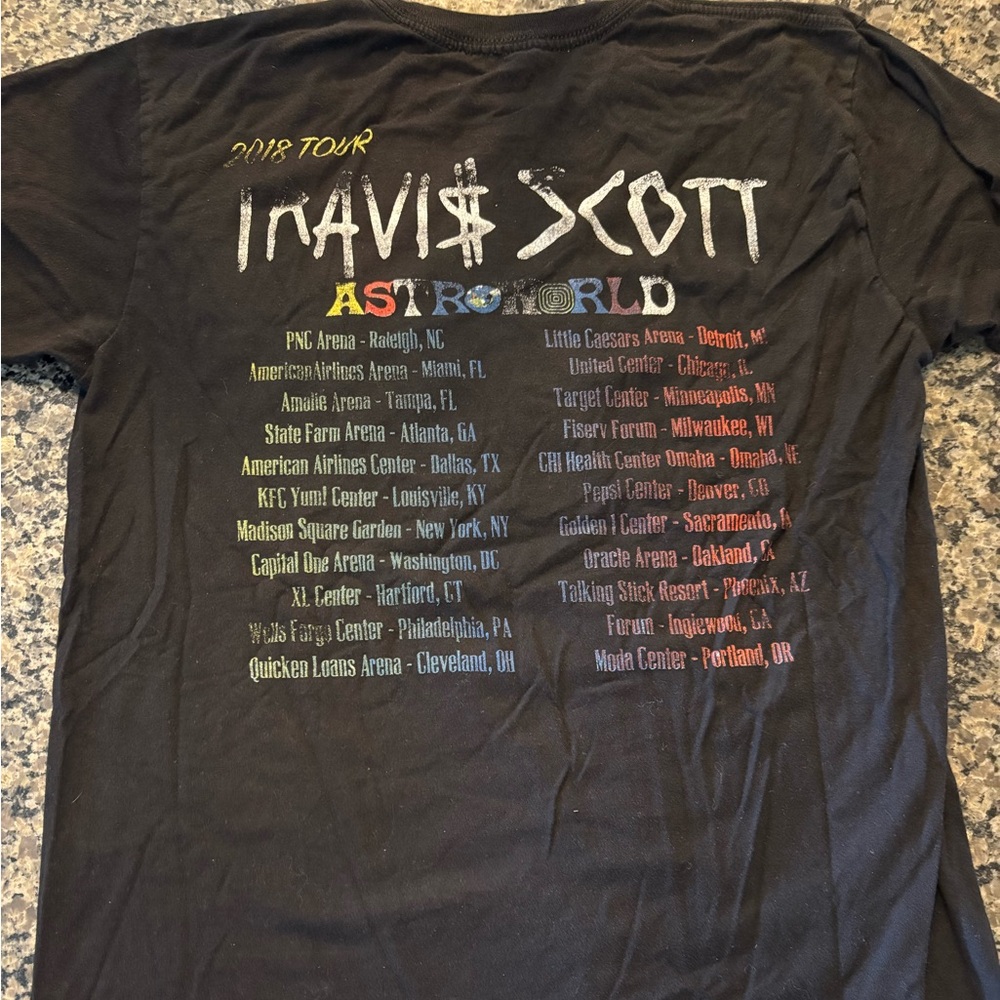 2018 TOUR
TRAVI$ SCOTT
ASTROWORLD
PNC Arena - Raleigh, NC
AmericanAirlines Arena - Miami, FL
Amalie Arena - Tampa, FL
State Farm Arena - Atlanta, GA
American Airlines Center - Dallas, TX
KFC Yum! Center - Louisville, KY
Madison Square Garden - New York, NY
Capital One Arena - Washington, DC
XL Center - Hartford, CT
Wells Fargo Center - Philadelphia, PA
Quicken Loans Arena - Cleveland, OH
Little Caesars Arena - Detroit, MI
United Center - Chicago, IL
Target Center - Minneapolis, MN
Fiserv Forum - Milwaukee, WI
CHI Health Center Omaha - Omaha, NE
Pepsi Center - Denver, CO
Golden 1 Center - Sacramento, CA
Oracle Arena - Oakland, CA
Talking Stick Resort - Phoenix, AZ
Forum - Inglewood, CA
Moda Center - Portland, OR